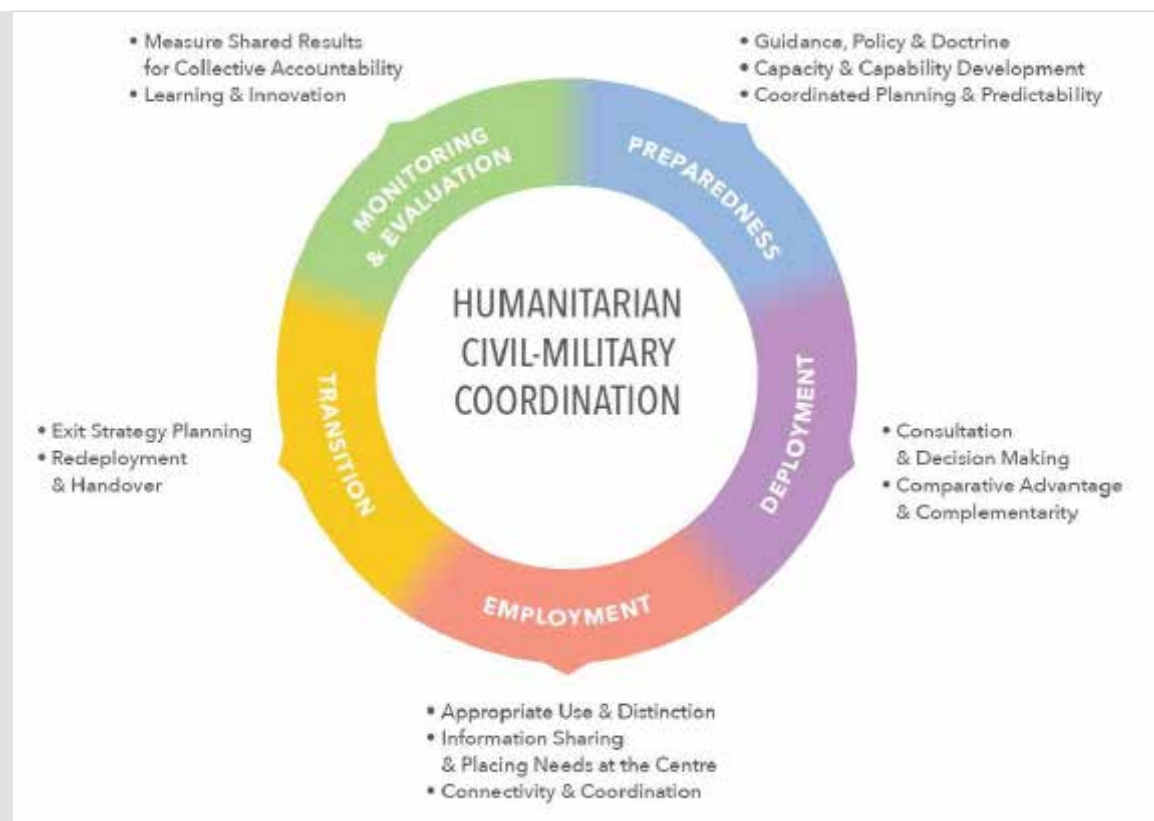 • Measure Shared Results
for Collective Accountability
• Learning & Innovation
• Guidance, Policy & Doctrine
• Capacity & Capability Development
• Coordinated Planning & Predictability
MONITORING
& EVALUATION
PREPAREDNESS
HUMANITARIAN
CIVIL-MILITARY
COORDINATION
TRANSITION
DEPLOYMENT
• Exit Strategy Planning
• Redeployment
& Handover
• Consultation
& Decision Making
• Comparative Advantage
& Complementarity
EMPLOYMENT
• Appropriate Use & Distinction
• Information Sharing
& Placing Needs at the Centre
• Connectivity & Coordination